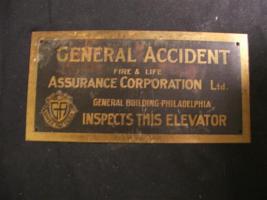 GENERAL ACCIDENT
FIRE & LIFE
ASSURANCE CORPORATION Ltd.
GENERAL BUILDING-PHILADELPHIA
INSPECTS THIS ELEVATOR